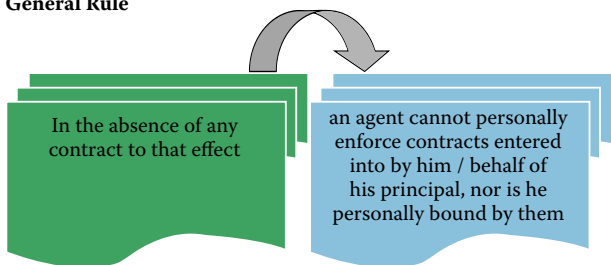 General Rule
In the absence of any
contract to that effect
an agent cannot personally
enforce contracts entered
into by him / behalf of
his principal, nor is he
personally bound by them